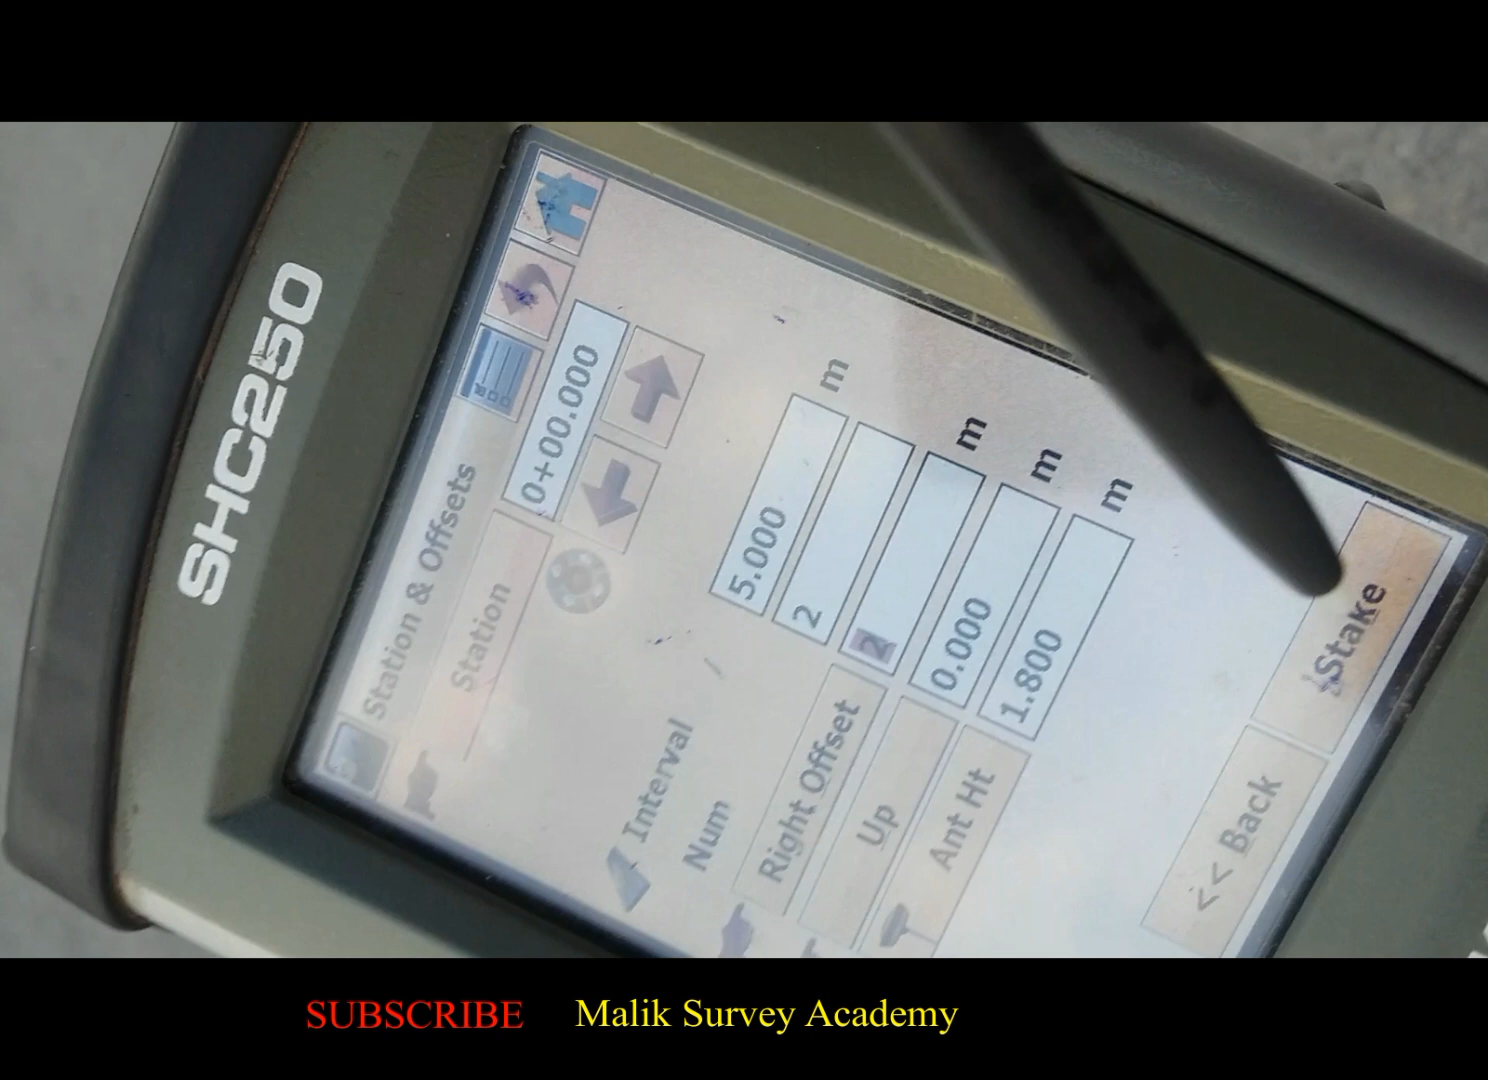 SHC250
Station & Offsets
Station 0+00.000
Interval 5.000 m
Num 2
Right Offset 2 m
Up 0.000 m
Ant Ht 1.800 m
<< Back Stake
SUBSCRIBE Malik Survey Academy